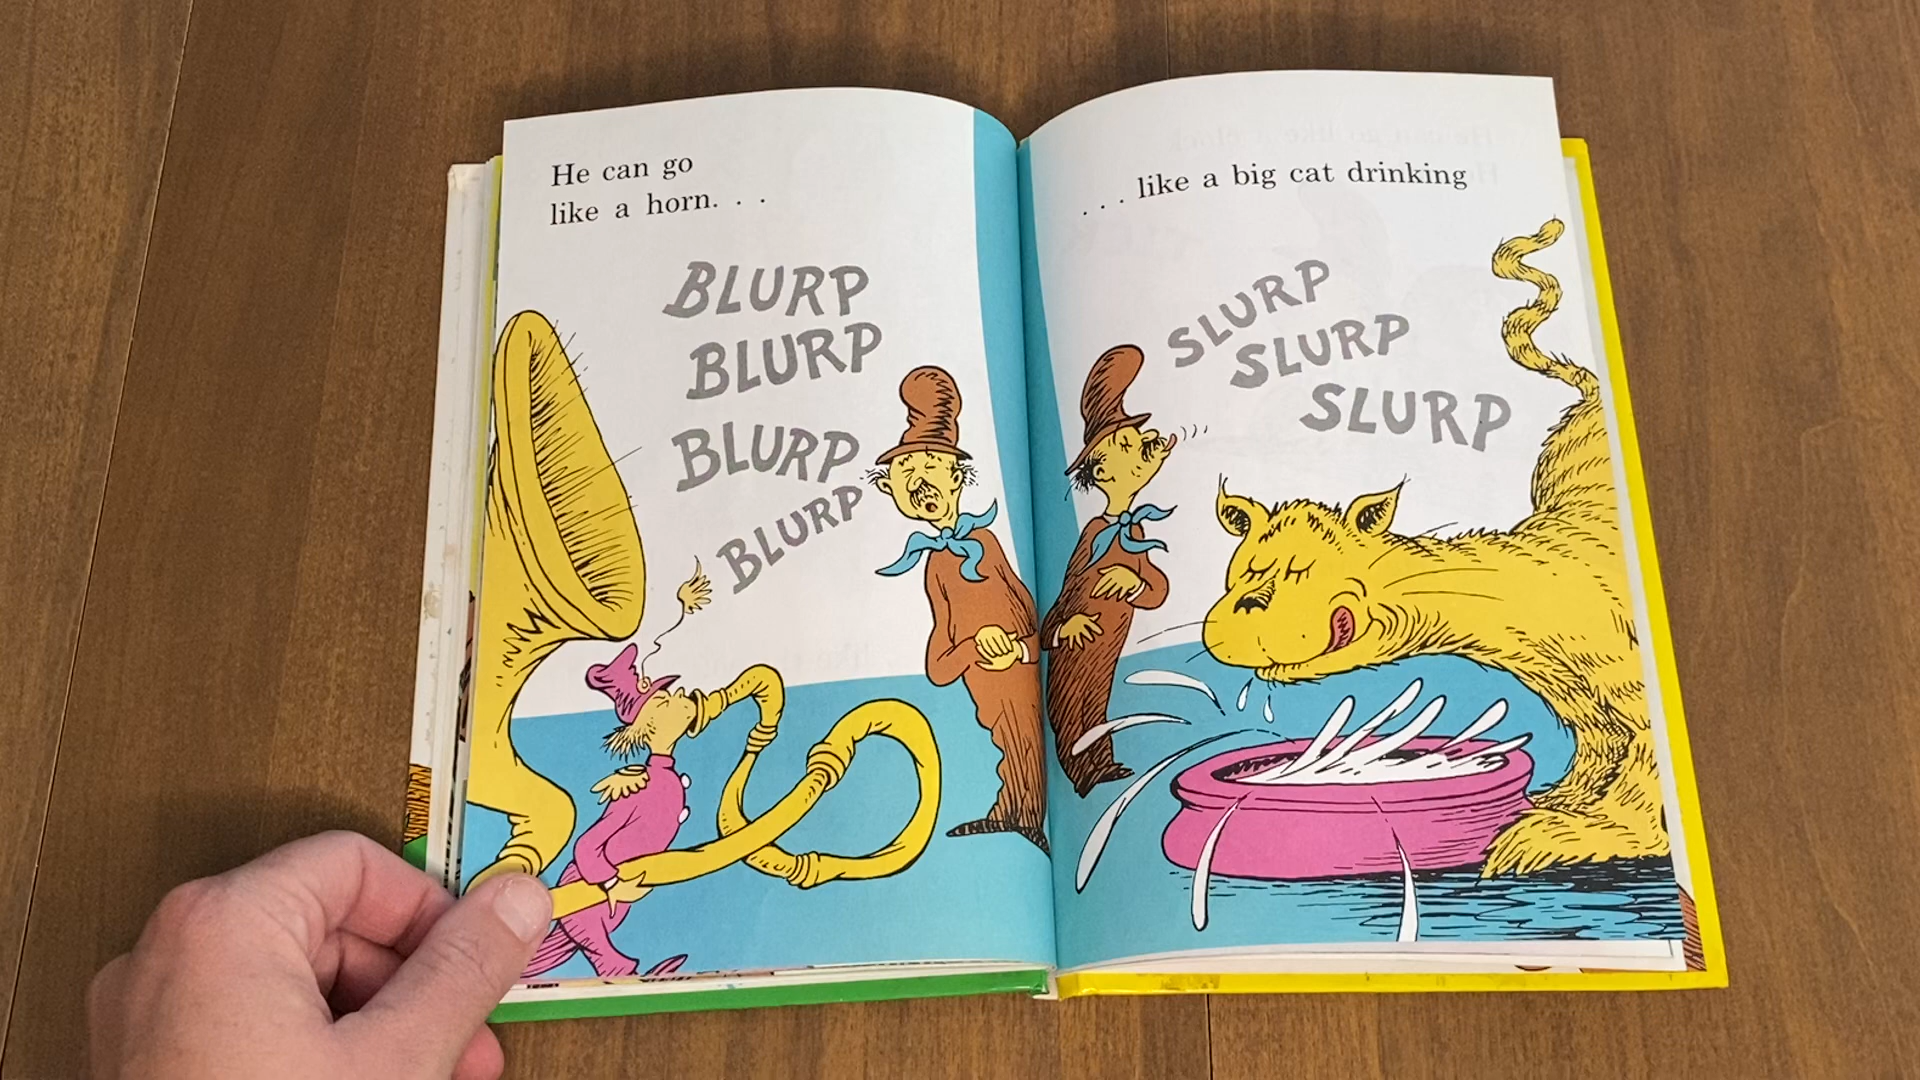 He can go
like a horn. . .
BLURP
BLURP
BLURP
BLURP
. . . like a big cat drinking
SLURP
SLURP
SLURP